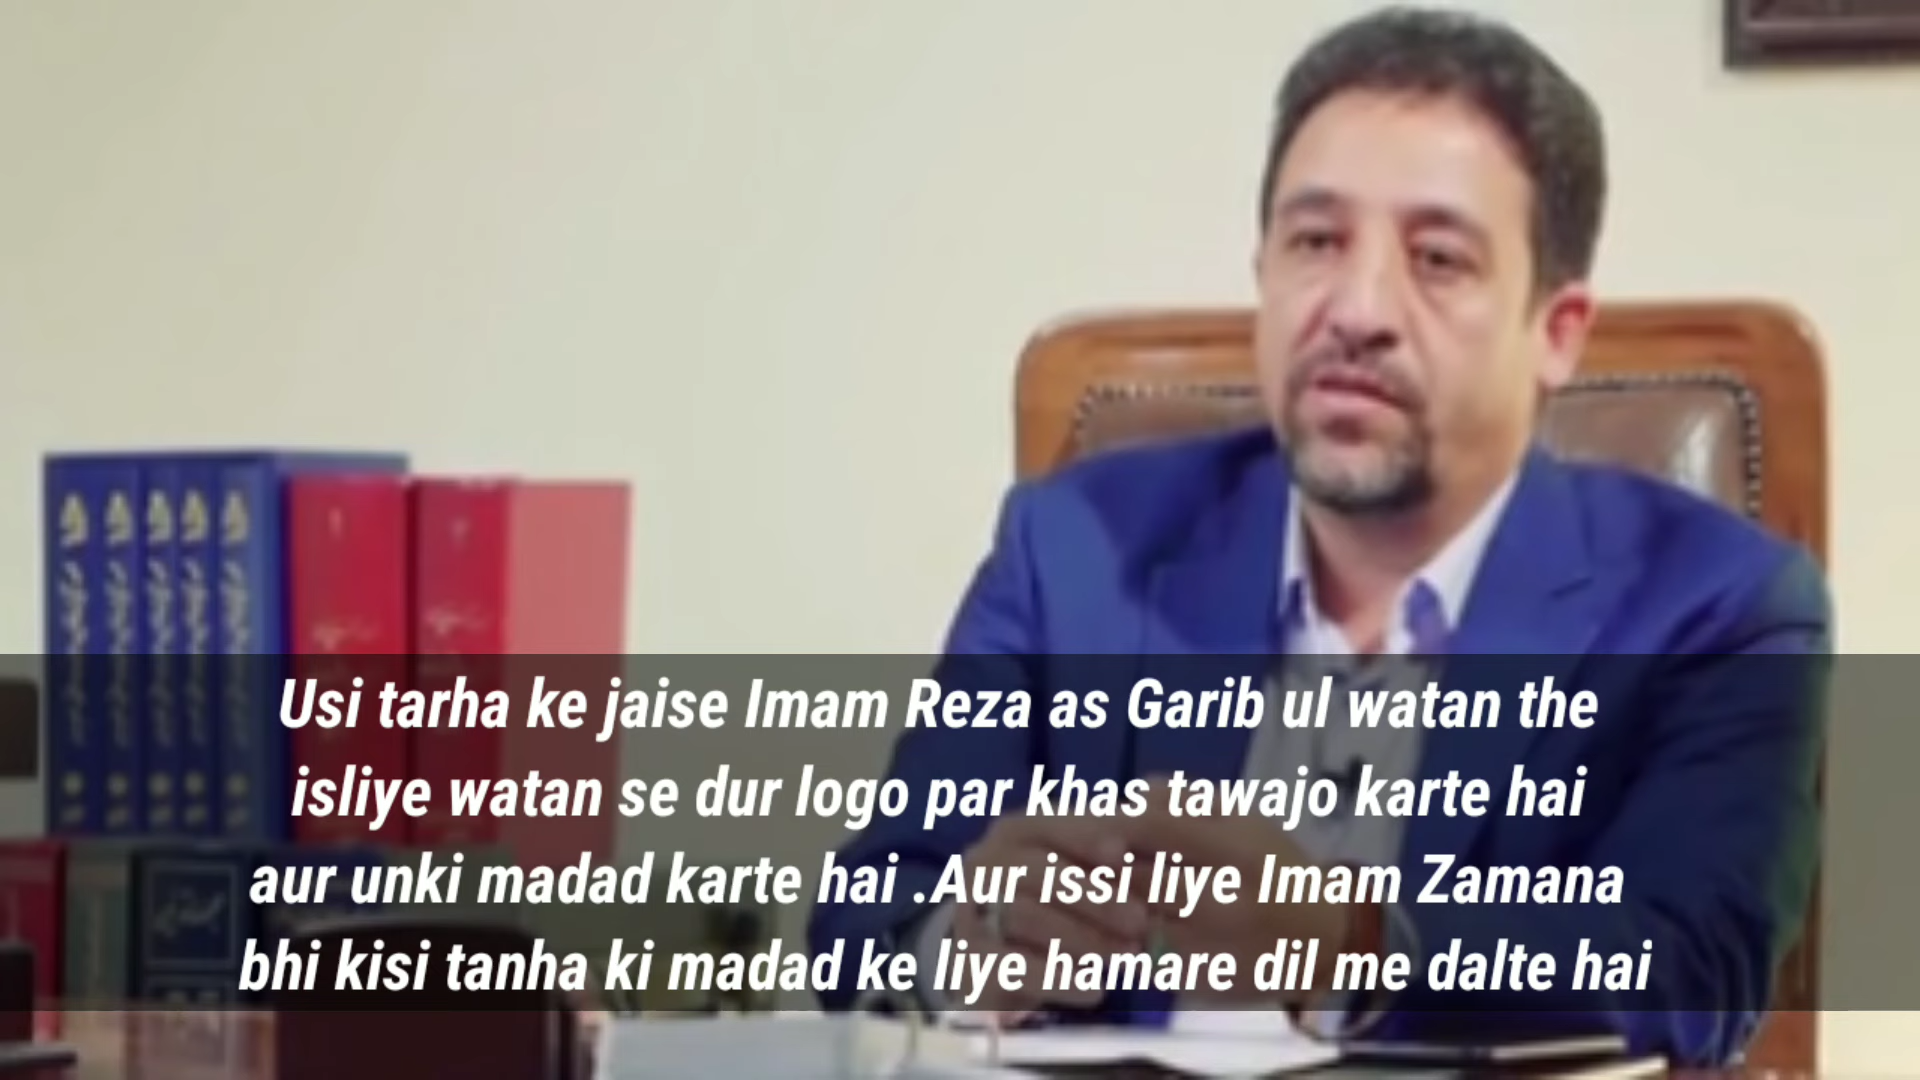 Usi tarha ke jaise Imam Reza as Garib ul watan the
isliye watan se dur logo par khas tawajo karte hai
aur unki madad karte hai .Aur issi liye Imam Zamana
bhi kisi tanha ki madad ke liye hamare dil me dalte hai